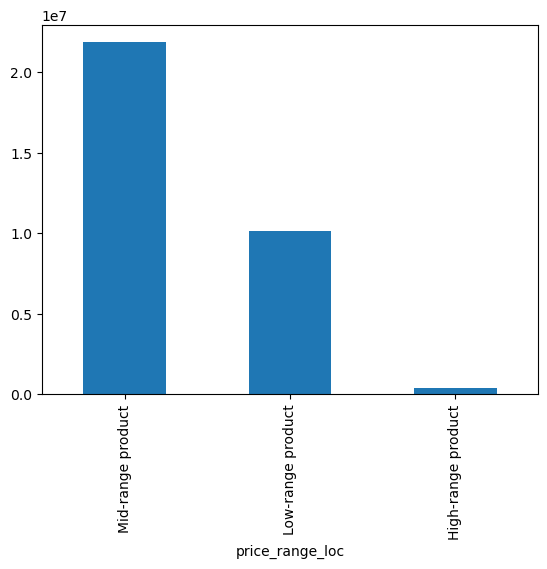 1e7
2.0
1.5
1.0
0.5
0.0
Mid-range product
Low-range product
High-range product
price_range_loc